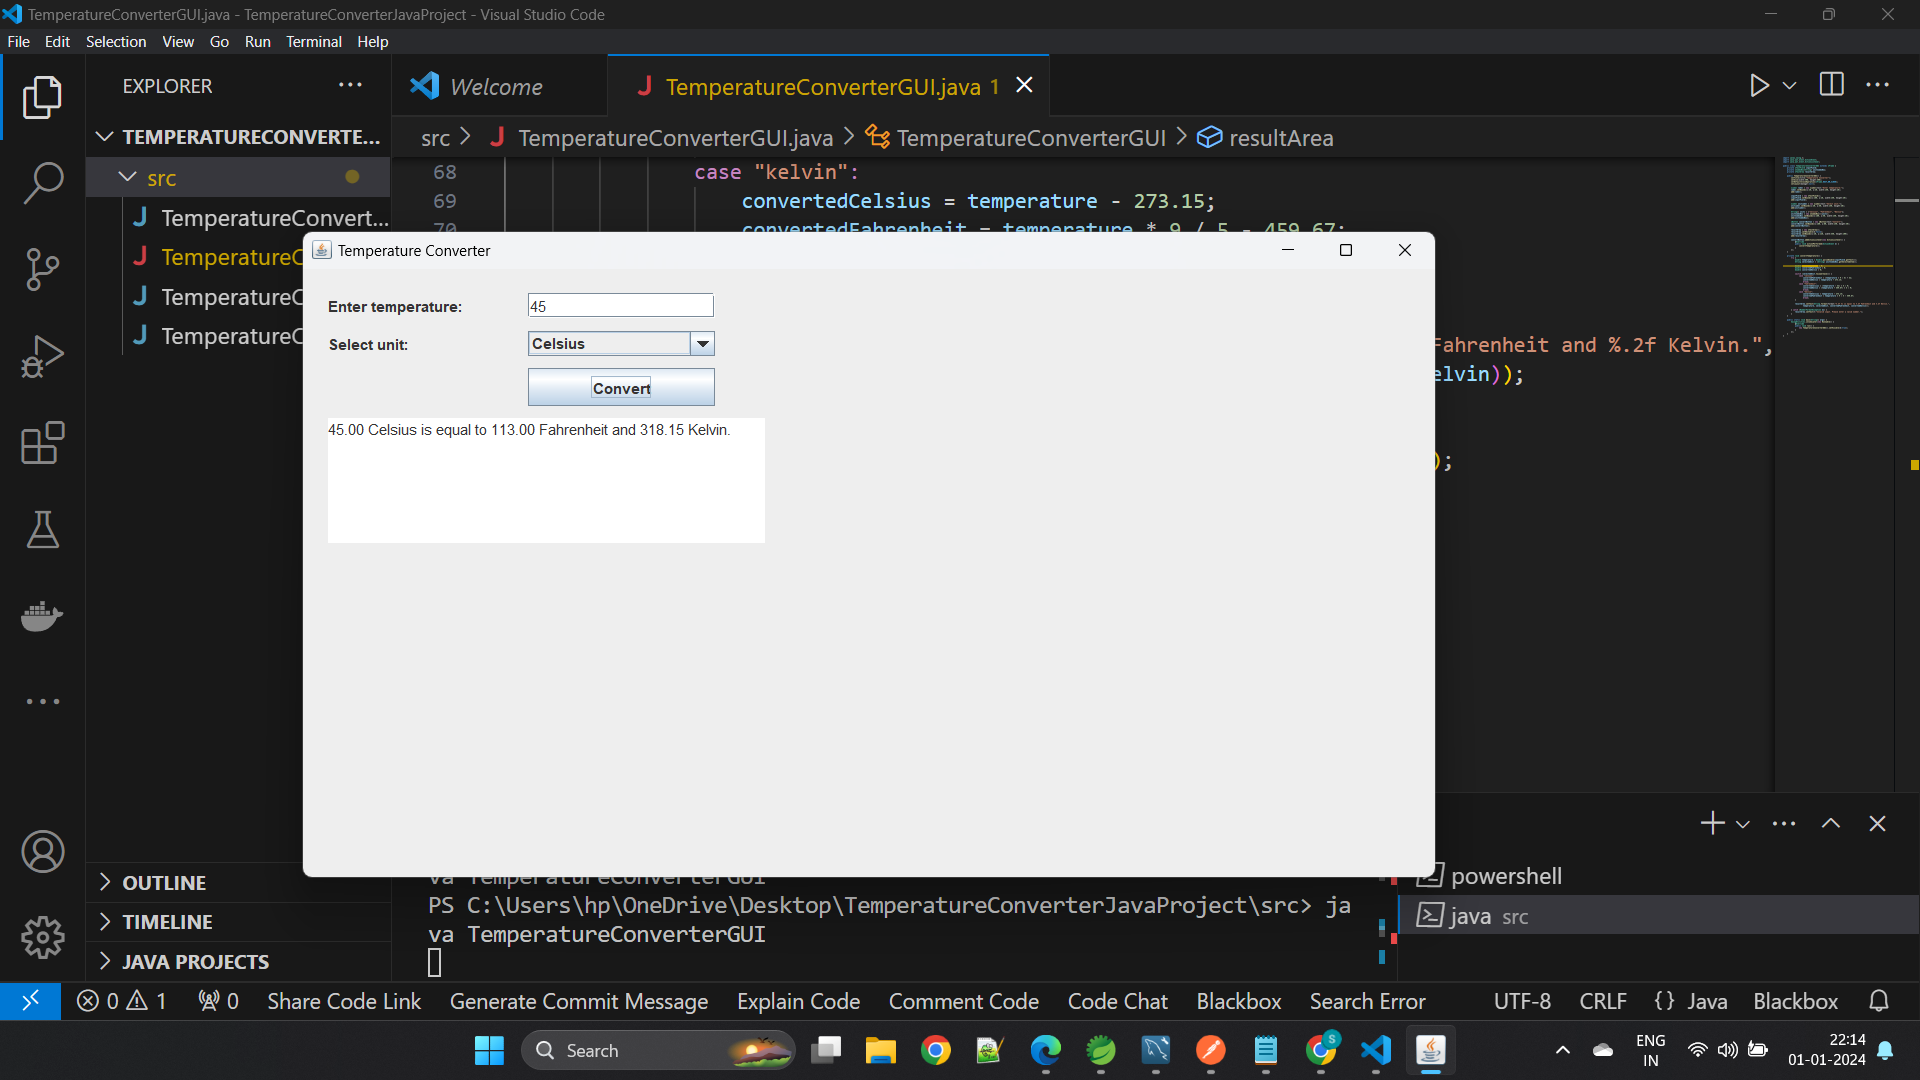 TemperatureConverterGUI.java - TemperatureConverterJavaProject - Visual Studio Code
File Edit Selection View Go Run Terminal Help
EXPLORER
Welcome
TemperatureConverterGUI.java 1
TEMPERATURECONVERTE...
src > TemperatureConverterGUI.java > TemperatureConverterGUI > resultArea
src
68 case "kelvin":
69 convertedCelsius = temperature - 273.15;
70 convertedFahrenheit = temperature * 9 / 5 - 459.67;
TemperatureConvert...
TemperatureC
TemperatureC
TemperatureC
Temperature Converter
Enter temperature: 45
Select unit: Celsius
Convert
45.00 Celsius is equal to 113.00 Fahrenheit and 318.15 Kelvin.
Fahrenheit and %.2f Kelvin.",
elvin));
);
va TemperatureConverterGUI
PS C:\Users\hp\OneDrive\Desktop\TemperatureConverterJavaProject\src> ja
va TemperatureConverterGUI
powershell
java src
OUTLINE
TIMELINE
JAVA PROJECTS
0 1 0 Share Code Link Generate Commit Message Explain Code Comment Code Code Chat Blackbox Search Error UTF-8 CRLF {} Java Blackbox
Search
S
ENG
IN
22:14
01-01-2024